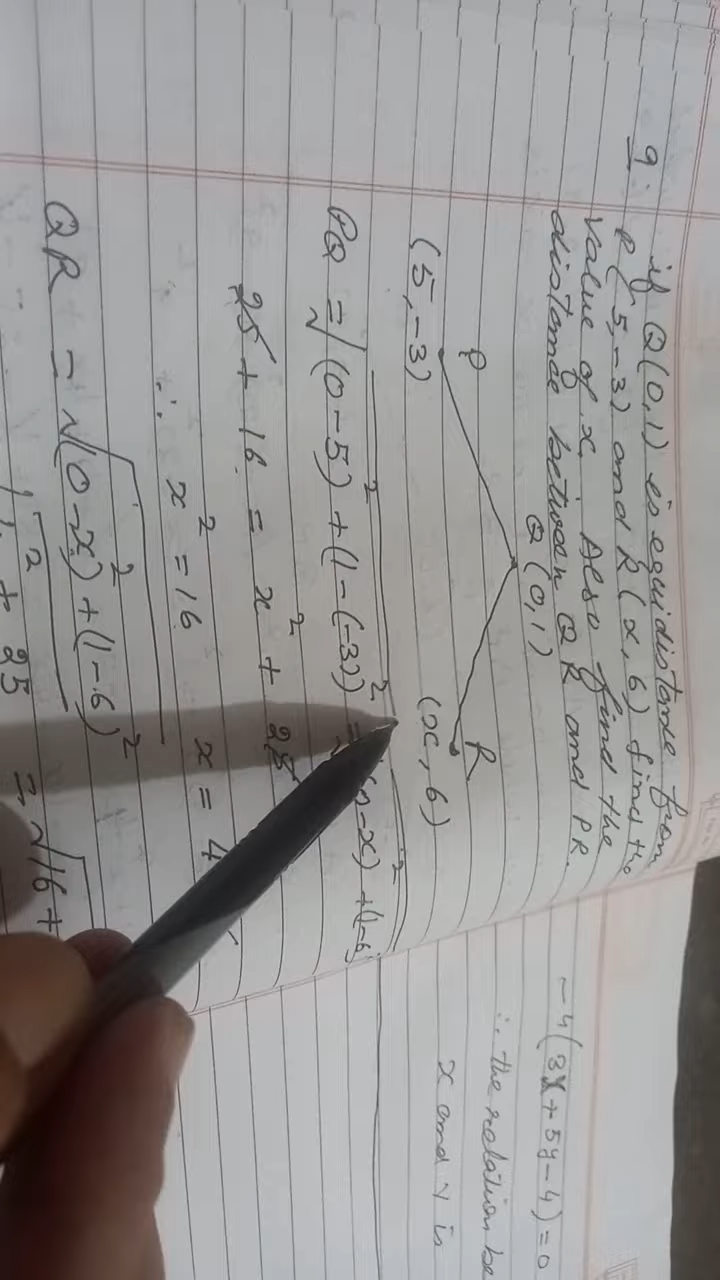 9. if Q(0,1) is equidistance from
P(5,-3) and R(x,6) find the
value of x. Also find the
distance between QR and PR.
Q(0,1)
P
R
(5,-3)
(x,6)
PQ = √(0-5)² + (1-(-3))² = √(0-x)² + (1-6)²
25 + 16 = x² + 25
∴ x² = 16 x = 4
QR = √(0-x)² + (1-6)²
+ 25 = √16 +
-4(3x + 5y - 4) = 0
∴ the relation be
x and y is